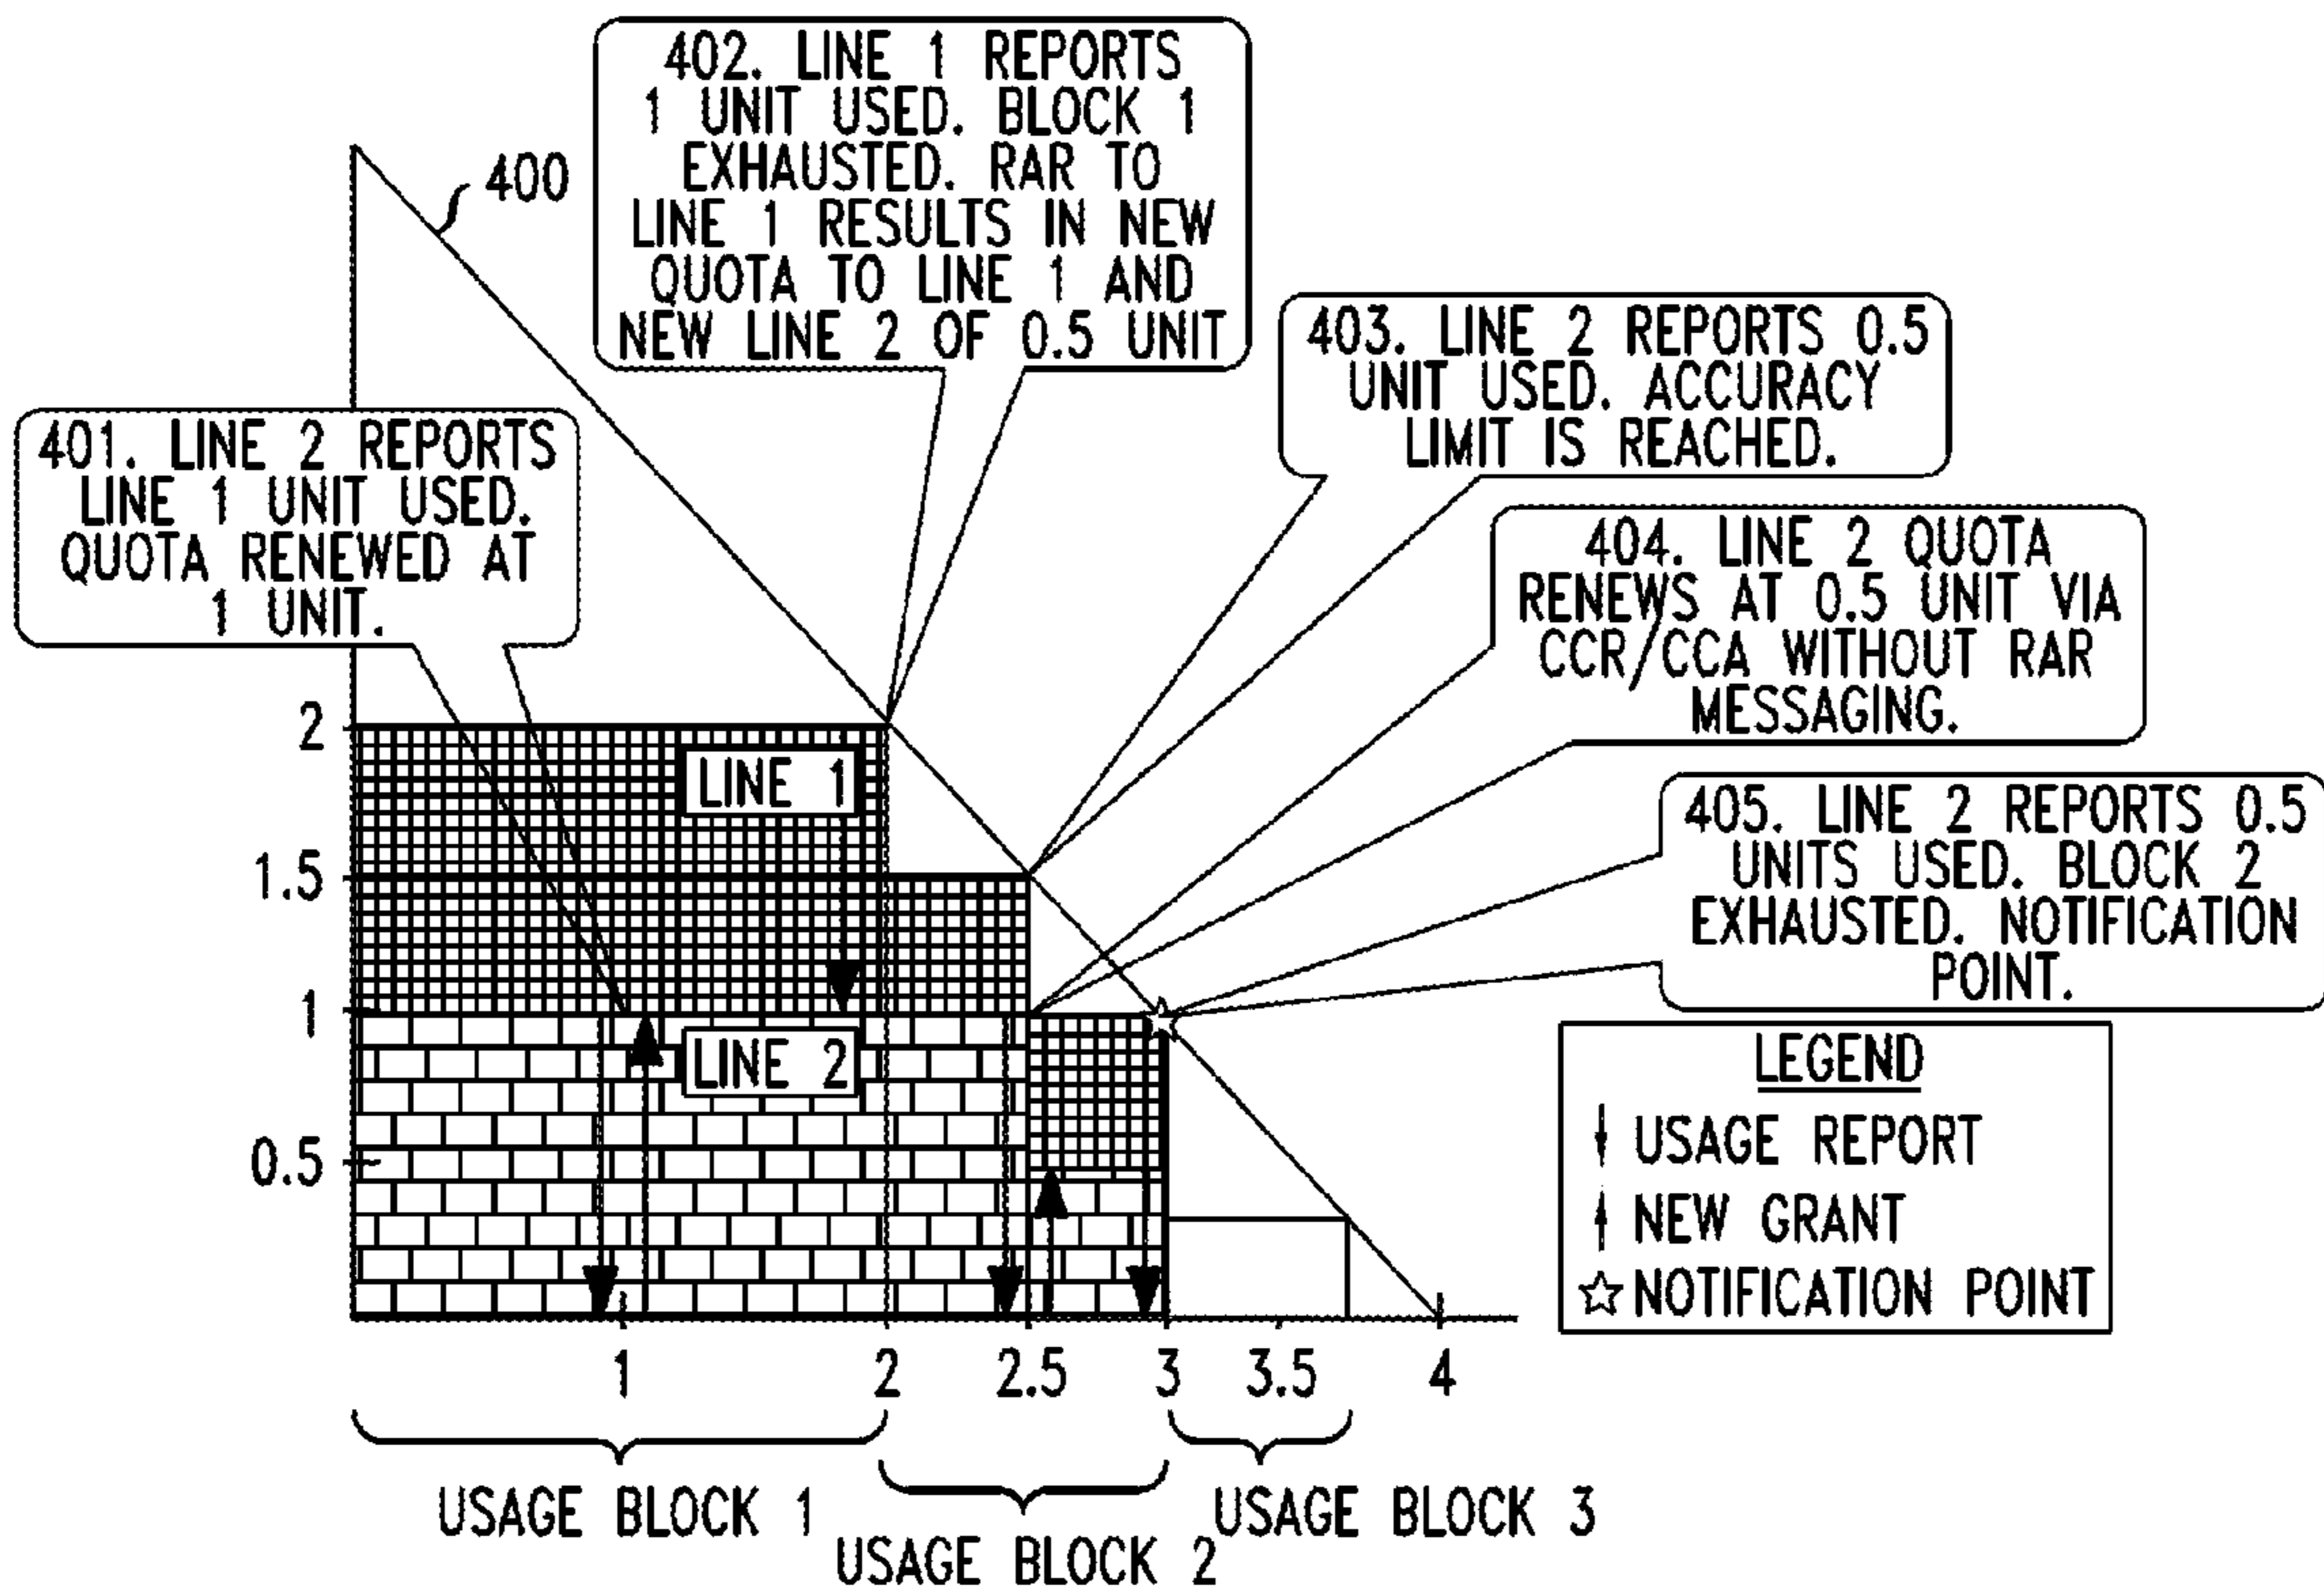 402. LINE 1 REPORTS
1 UNIT USED. BLOCK 1
EXHAUSTED. RAR TO
LINE 1 RESULTS IN NEW
QUOTA TO LINE 1 AND
NEW LINE 2 OF 0.5 UNIT
400
403. LINE 2 REPORTS 0.5
UNIT USED. ACCURACY
LIMIT IS REACHED.
401. LINE 2 REPORTS
LINE 1 UNIT USED.
QUOTA RENEWED AT
1 UNIT.
404. LINE 2 QUOTA
RENEWS AT 0.5 UNIT VIA
CCR/CCA WITHOUT RAR
MESSAGING.
405. LINE 2 REPORTS 0.5
UNITS USED. BLOCK 2
EXHAUSTED. NOTIFICATION
POINT.
2
1.5
1
0.5
LINE 1
LINE 2
LEGEND
USAGE REPORT
NEW GRANT
NOTIFICATION POINT
1 2 2.5 3 3.5 4
USAGE BLOCK 1
USAGE BLOCK 2
USAGE BLOCK 3